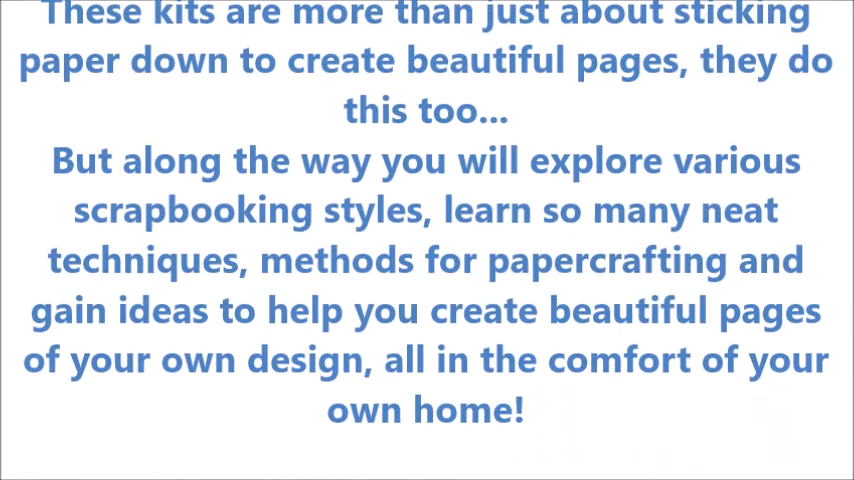 These kits are more than just about sticking
paper down to create beautiful pages, they do
this too...
But along the way you will explore various
scrapbooking styles, learn so many neat
techniques, methods for papercrafting and
gain ideas to help you create beautiful pages
of your own design, all in the comfort of your
own home!